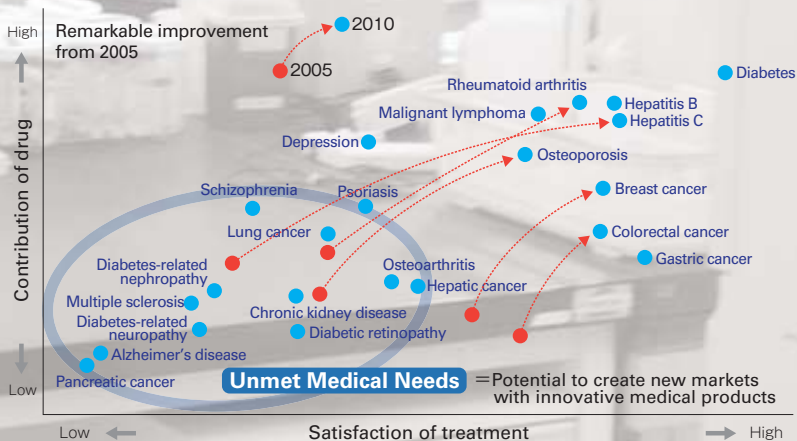 High
Remarkable improvement
from 2005
2010
2005
Contribution of drug
Low
Diabetes
Rheumatoid arthritis
Hepatitis B
Malignant lymphoma
Hepatitis C
Depression
Osteoporosis
Schizophrenia
Psoriasis
Breast cancer
Lung cancer
Colorectal cancer
Gastric cancer
Diabetes-related
nephropathy
Osteoarthritis
Hepatic cancer
Multiple sclerosis
Chronic kidney disease
Diabetes-related
neuropathy
Diabetic retinopathy
Alzheimer's disease
Pancreatic cancer
Unmet Medical Needs
=Potential to create new markets
with innovative medical products
Low
Satisfaction of treatment
High